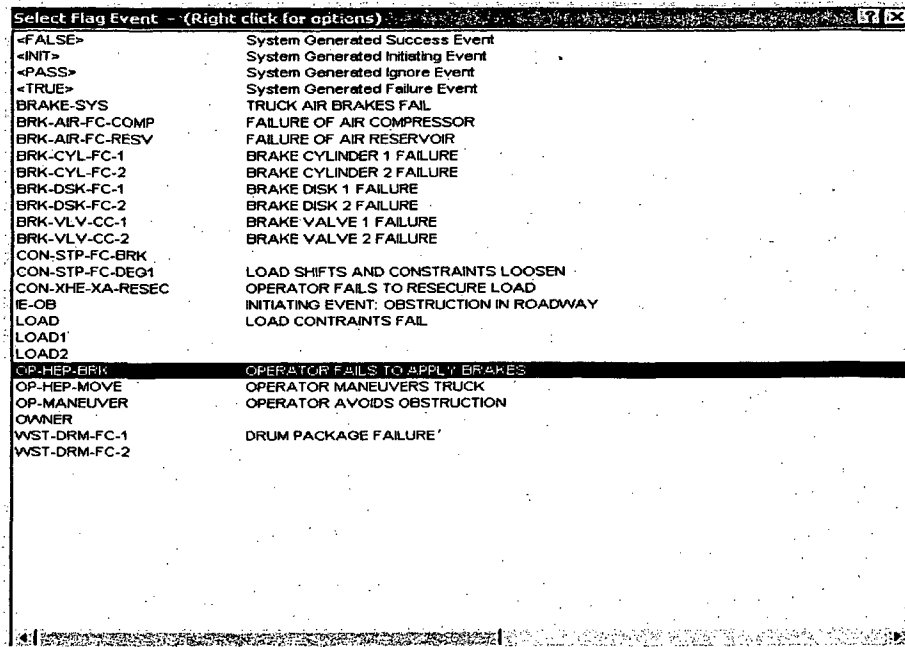 Select Flag Event - (Right click for options)
<FALSE> System Generated Success Event
<INIT> System Generated Initiating Event
<PASS> System Generated Ignore Event
<TRUE> System Generated Failure Event
BRAKE-SYS TRUCK AIR BRAKES FAIL
BRK-AIR-FC-COMP FAILURE OF AIR COMPRESSOR
BRK-AIR-FC-RESV FAILURE OF AIR RESERVOIR
BRK-CYL-FC-1 BRAKE CYLINDER 1 FAILURE
BRK-CYL-FC-2 BRAKE CYLINDER 2 FAILURE
BRK-DSK-FC-1 BRAKE DISK 1 FAILURE
BRK-DSK-FC-2 BRAKE DISK 2 FAILURE
BRK-VLV-CC-1 BRAKE VALVE 1 FAILURE
BRK-VLV-CC-2 BRAKE VALVE 2 FAILURE
CON-STP-FC-BRK
CON-STP-FC-DEG1 LOAD SHIFTS AND CONSTRAINTS LOOSEN
CON-XHE-XA-RESEC OPERATOR FAILS TO RESECURE LOAD
IE-OB INITIATING EVENT: OBSTRUCTION IN ROADWAY
LOAD LOAD CONTRAINTS FAIL
LOAD1
LOAD2
OP-HEP-BRK OPERATOR FAILS TO APPLY BRAKES
OP-HEP-MOVE OPERATOR MANEUVERS TRUCK
OP-MANEUVER OPERATOR AVOIDS OBSTRUCTION
OWNER
WST-DRM-FC-1 DRUM PACKAGE FAILURE
WST-DRM-FC-2